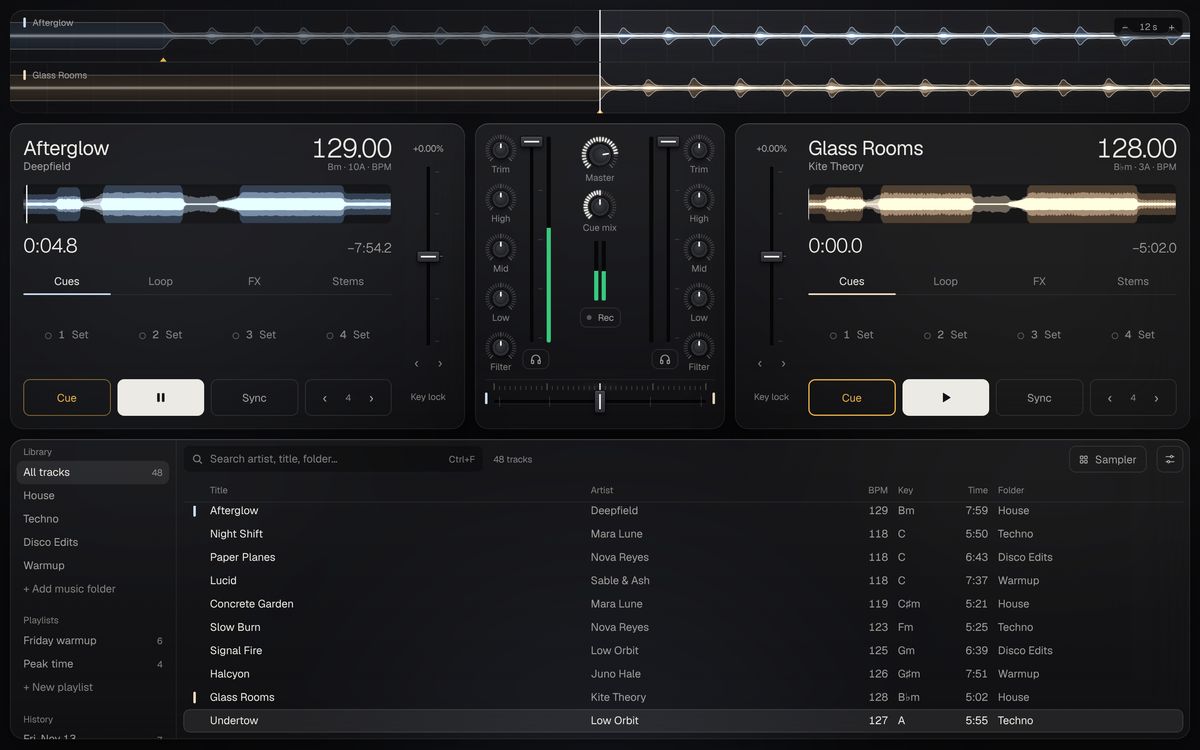 Afterglow
− 12 s +
Glass Rooms
Afterglow 129.00 +0.00%
Deepfield Bm · 10A · BPM
0:04.8 −7:54.2
Cues Loop FX Stems
1 Set 2 Set 3 Set 4 Set
‹ ›
Cue Sync ‹ 4 › Key lock
Trim Master Trim
High Cue mix High
Mid Mid
Low Rec Low
Filter Filter
+0.00% Glass Rooms 128.00
Kite Theory B♭m · 3A · BPM
0:00.0 −5:02.0
Cues Loop FX Stems
1 Set 2 Set 3 Set 4 Set
‹ ›
Key lock Cue Sync ‹ 4 ›
Library
All tracks 48
House
Techno
Disco Edits
Warmup
+ Add music folder
Playlists
Friday warmup 6
Peak time 4
+ New playlist
History
Fri, Nov 13 7
Search artist, title, folder... Ctrl+F 48 tracks Sampler
Title Artist BPM Key Time Folder
Afterglow Deepfield 129 Bm 7:59 House
Night Shift Mara Lune 118 C 5:50 Techno
Paper Planes Nova Reyes 118 C 6:43 Disco Edits
Lucid Sable & Ash 118 C 7:37 Warmup
Concrete Garden Mara Lune 119 C♯m 5:21 House
Slow Burn Nova Reyes 123 Fm 5:25 Techno
Signal Fire Low Orbit 125 Gm 6:39 Disco Edits
Halcyon Juno Hale 126 G♯m 7:51 Warmup
Glass Rooms Kite Theory 128 B♭m 5:02 House
Undertow Low Orbit 127 A 5:55 Techno